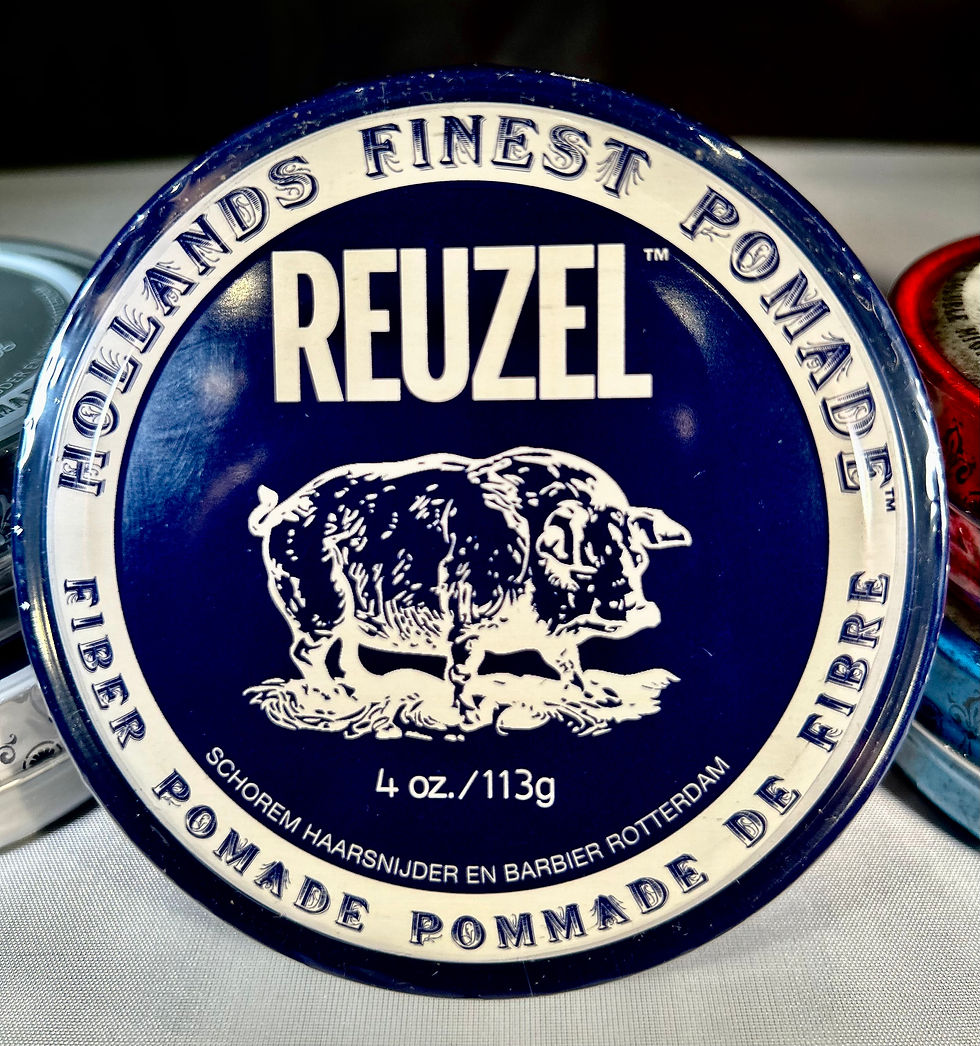 HOLLANDS FINEST POMADE™
REUZEL™
4 oz./113g
SCHOREM HAARSNIJDER EN BARBIER ROTTERDAM
FIBER POMADE POMMADE DE FIBRE